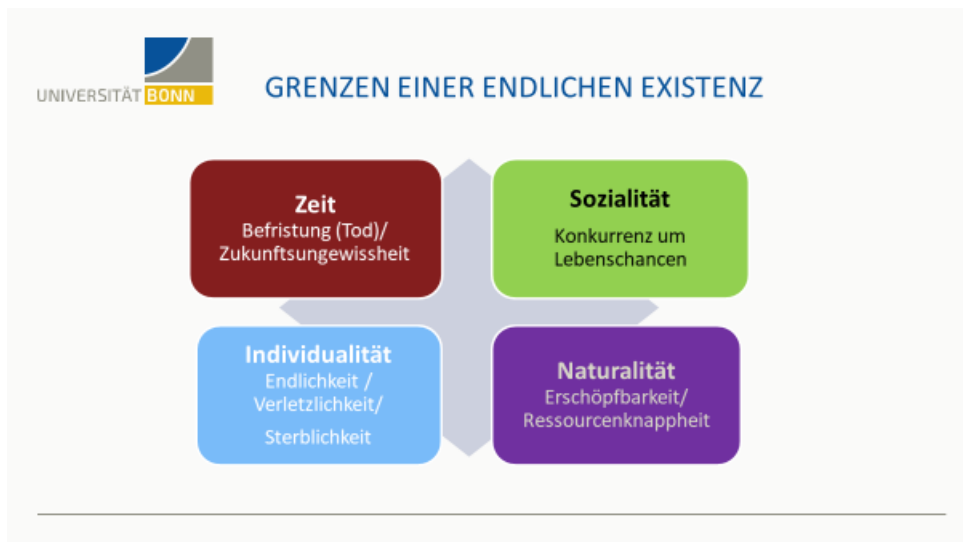 UNIVERSITÄT BONN
GRENZEN EINER ENDLICHEN EXISTENZ
Zeit
Befristung (Tod)/
Zukunftsungewissheit
Sozialität
Konkurrenz um
Lebenschancen
Individualität
Endlichkeit /
Verletzlichkeit/
Sterblichkeit
Naturalität
Erschöpfbarkeit/
Ressourcenknappheit